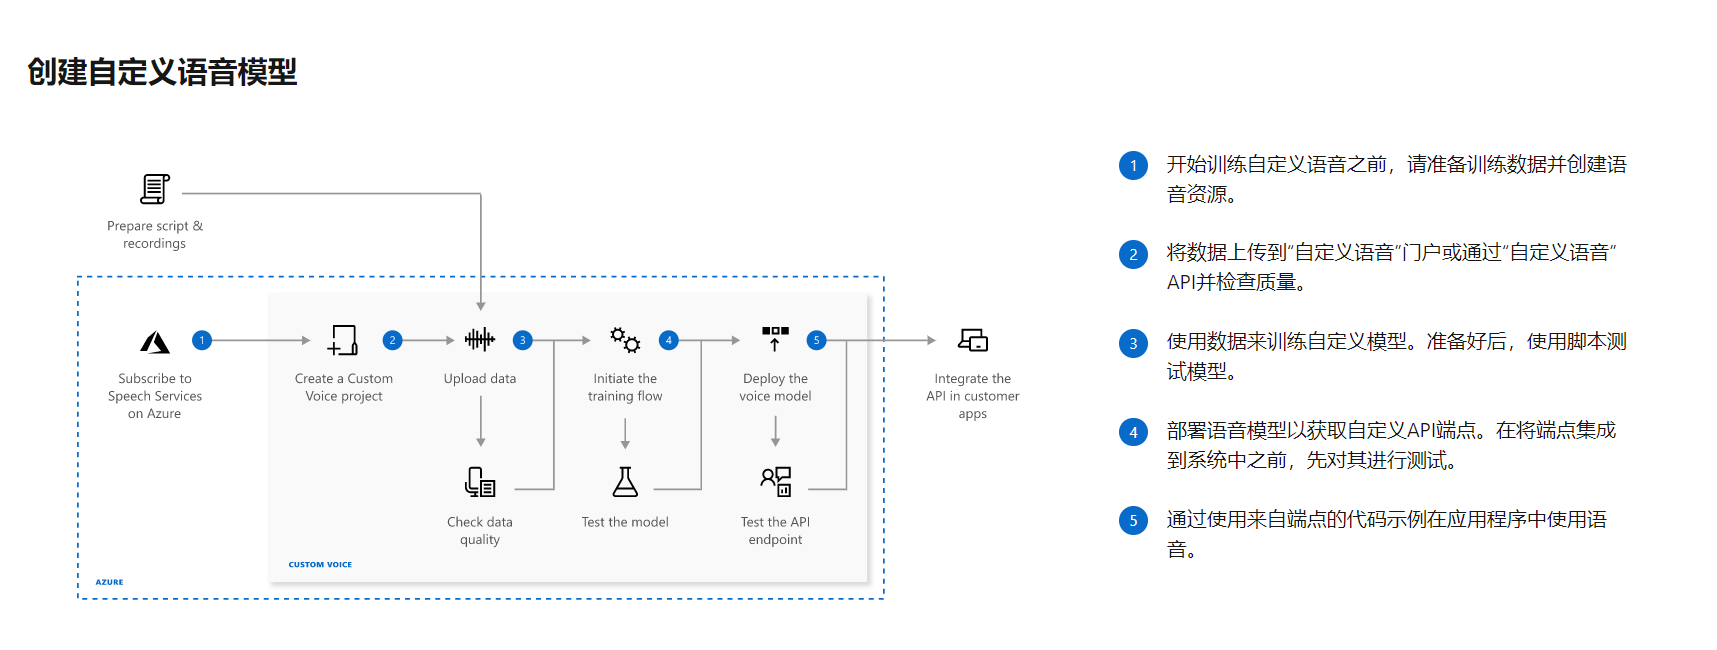 创建自定义语音模型
Prepare script &
recordings
1
2
3
4
5
Subscribe to
Speech Services
on Azure
Create a Custom
Voice project
Upload data
Initiate the
training flow
Deploy the
voice model
Integrate the
API in customer
apps
Check data
quality
Test the model
Test the API
endpoint
CUSTOM VOICE
AZURE
1 开始训练自定义语音之前，请准备训练数据并创建语
音资源。
2 将数据上传到“自定义语音”门户或通过“自定义语音”
API并检查质量。
3 使用数据来训练自定义模型。准备好后，使用脚本测
试模型。
4 部署语音模型以获取自定义API端点。在将端点集成
到系统中之前，先对其进行测试。
5 通过使用来自端点的代码示例在应用程序中使用语
音。